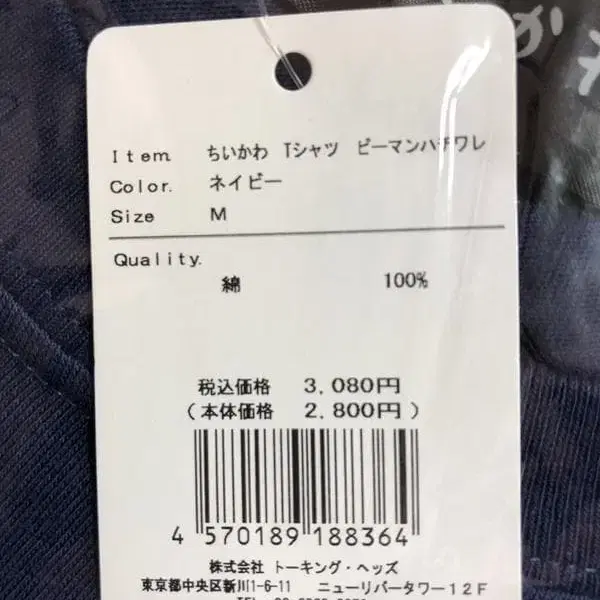 かわ
Item. ちいかわ Tシャツ ピーマンハチワレ
Color. ネイビー
Size M
Quality.
綿 100%
税込価格 3,080円
(本体価格 2,800円)
4 570189 188364
株式会社 トーキング・ヘッズ
東京都中央区新川1-6-11 ニューリバータワー12F